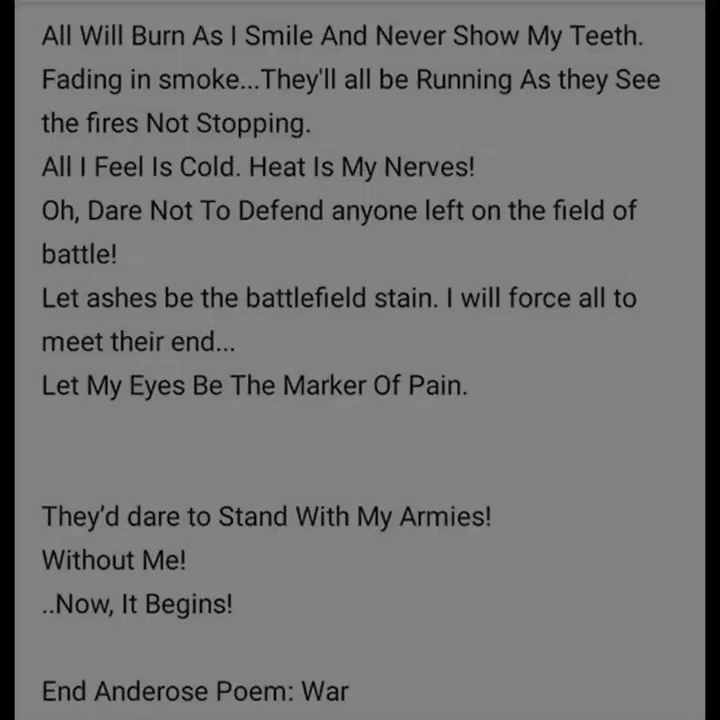 All Will Burn As I Smile And Never Show My Teeth.
Fading in smoke...They'll all be Running As they See
the fires Not Stopping.
All I Feel Is Cold. Heat Is My Nerves!
Oh, Dare Not To Defend anyone left on the field of
battle!
Let ashes be the battlefield stain. I will force all to
meet their end...
Let My Eyes Be The Marker Of Pain.
They'd dare to Stand With My Armies!
Without Me!
..Now, It Begins!
End Anderose Poem: War